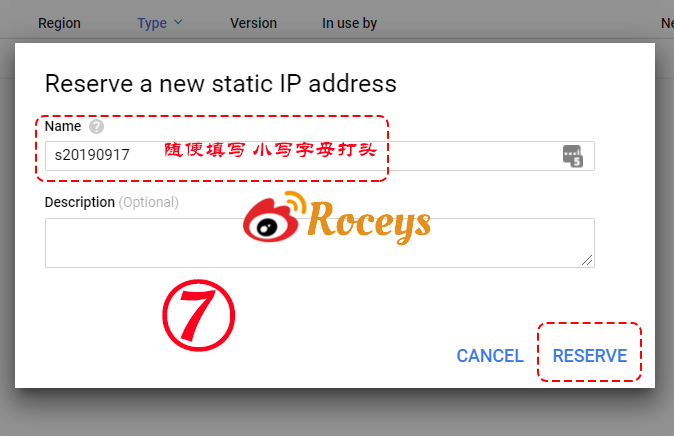 Region Type Version In use by Ne
Reserve a new static IP address
Name ?
s20190917 随便填写 小写字母打头
5
Description (Optional)
Roceys
7
CANCEL RESERVE